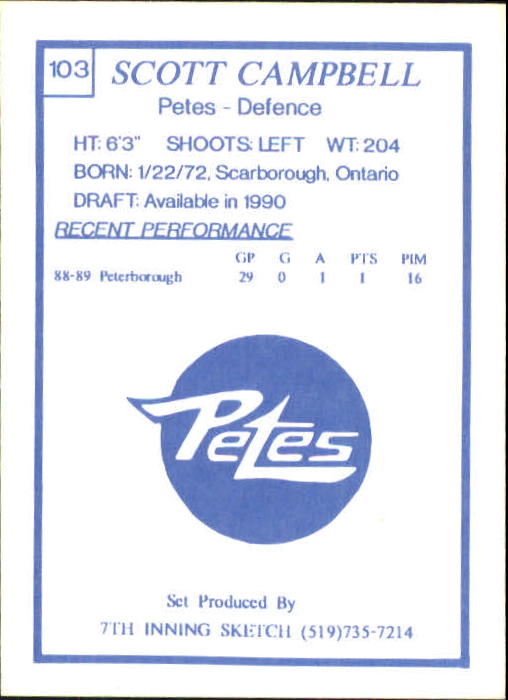 103 SCOTT CAMPBELL
Petes - Defence
HT: 6'3" SHOOTS: LEFT WT: 204
BORN: 1/22/72, Scarborough, Ontario
DRAFT: Available in 1990
RECENT PERFORMANCE
GP G A PTS PIM
88-89 Peterborough 29 0 1 1 16
Petes
Set Produced By
7TH INNING SKETCH (519)735-7214